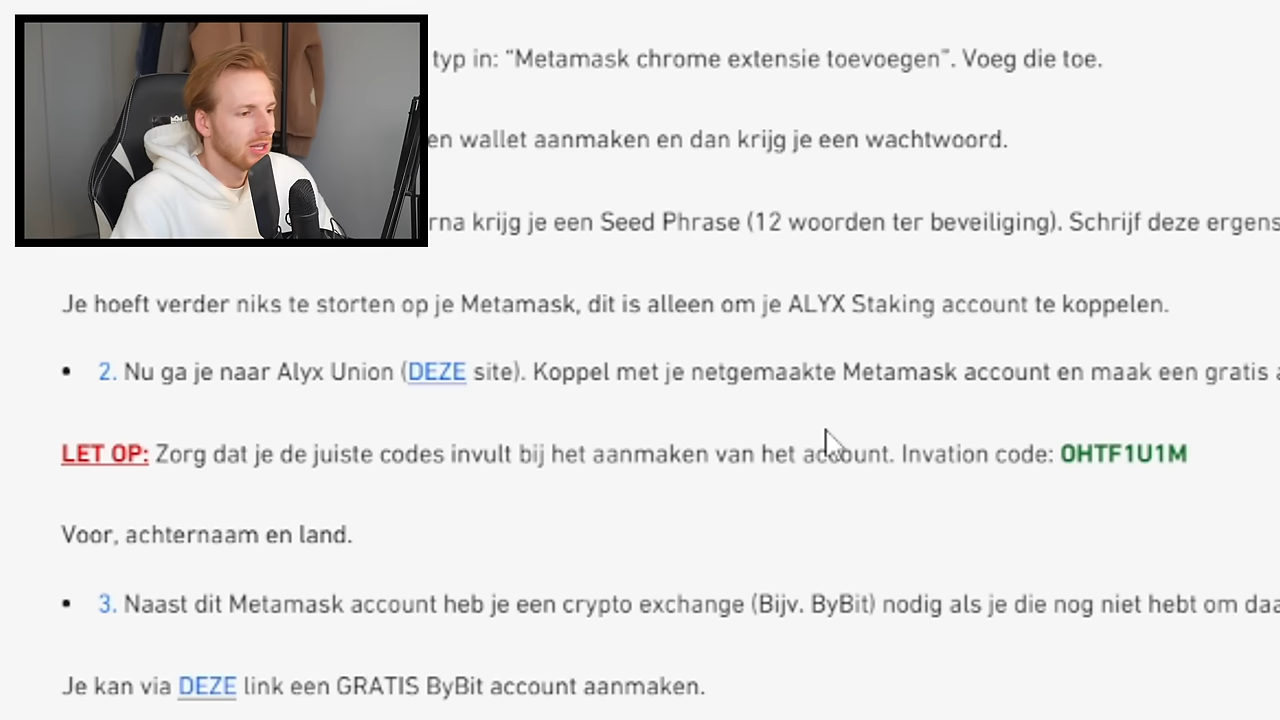 typ in: “Metamask chrome extensie toevoegen”. Voeg die toe.
en wallet aanmaken en dan krijg je een wachtwoord.
rna krijg je een Seed Phrase (12 woorden ter beveiliging). Schrijf deze ergens
Je hoeft verder niks te storten op je Metamask, dit is alleen om je ALYX Staking account te koppelen.
• 2. Nu ga je naar Alyx Union (DEZE site). Koppel met je netgemaakte Metamask account en maak een gratis a
LET OP: Zorg dat je de juiste codes invult bij het aanmaken van het account. Invation code: OHTF1U1M
Voor, achternaam en land.
• 3. Naast dit Metamask account heb je een crypto exchange (Bijv. ByBit) nodig als je die nog niet hebt om daa
Je kan via DEZE link een GRATIS ByBit account aanmaken.